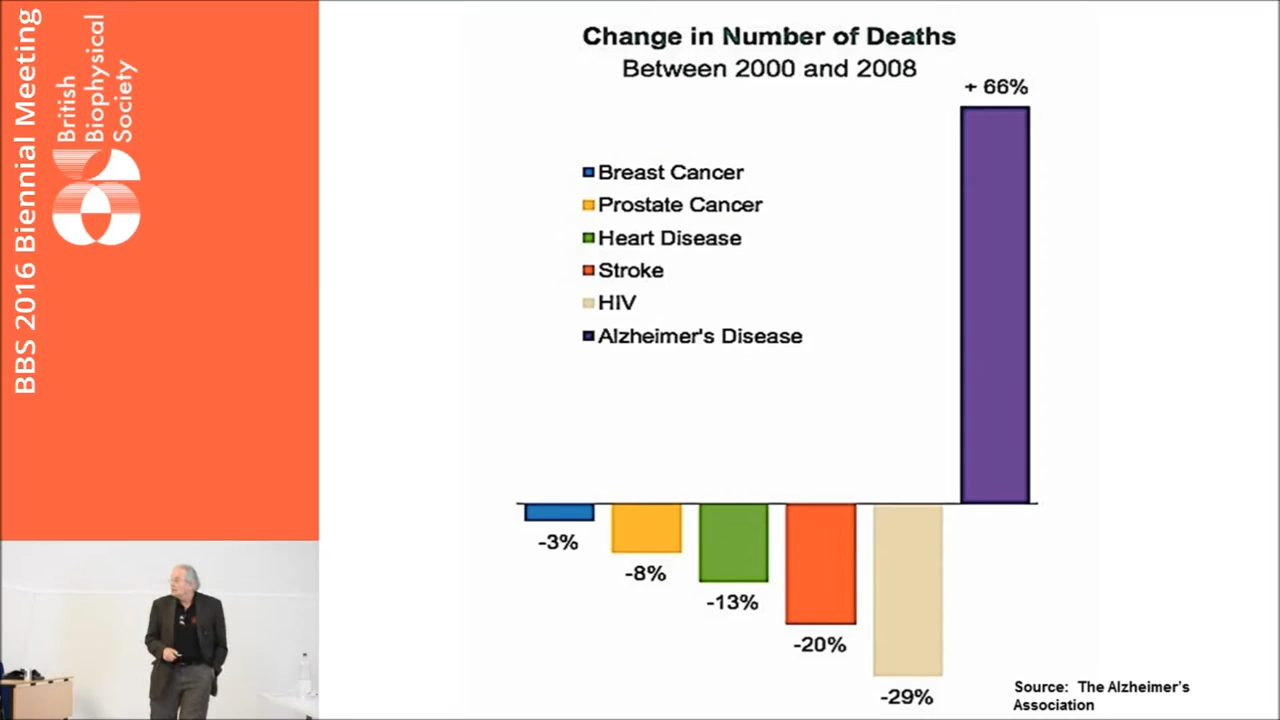 BBS 2016 Biennial Meeting
British
Biophysical
Society
Change in Number of Deaths
Between 2000 and 2008
+ 66%
Breast Cancer
Prostate Cancer
Heart Disease
Stroke
HIV
Alzheimer's Disease
-3%
-8%
-13%
-20%
-29%
Source: The Alzheimer's
Association